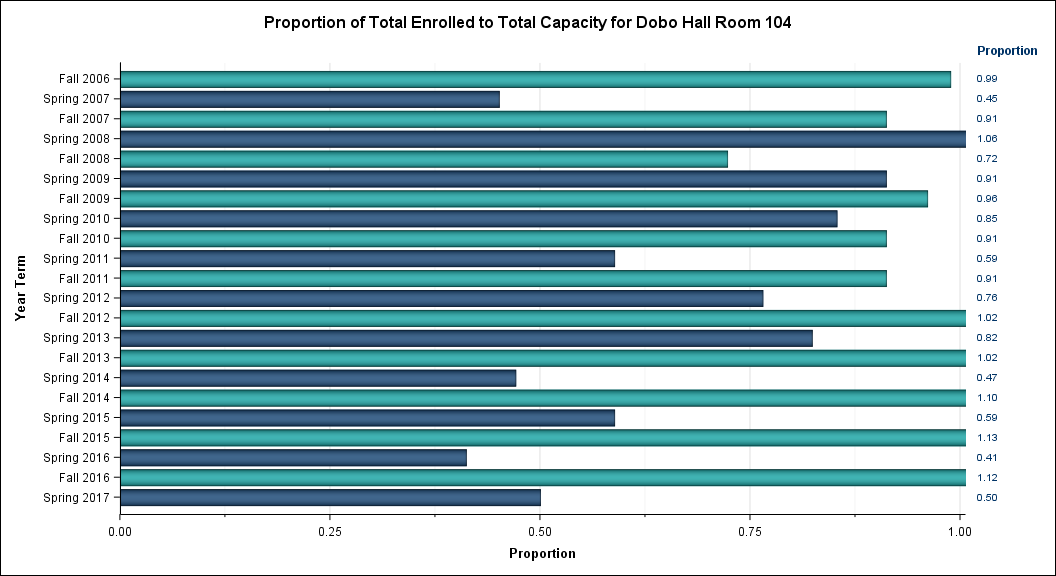 Proportion of Total Enrolled to Total Capacity for Dobo Hall Room 104
Proportion
Fall 2006 0.99
Spring 2007 0.45
Fall 2007 0.91
Spring 2008 1.06
Fall 2008 0.72
Spring 2009 0.91
Fall 2009 0.96
Spring 2010 0.85
Fall 2010 0.91
Spring 2011 0.59
Fall 2011 0.91
Spring 2012 0.76
Fall 2012 1.02
Spring 2013 0.82
Fall 2013 1.02
Spring 2014 0.47
Fall 2014 1.10
Spring 2015 0.59
Fall 2015 1.13
Spring 2016 0.41
Fall 2016 1.12
Spring 2017 0.50
Year Term
0.00 0.25 0.50 0.75 1.00
Proportion